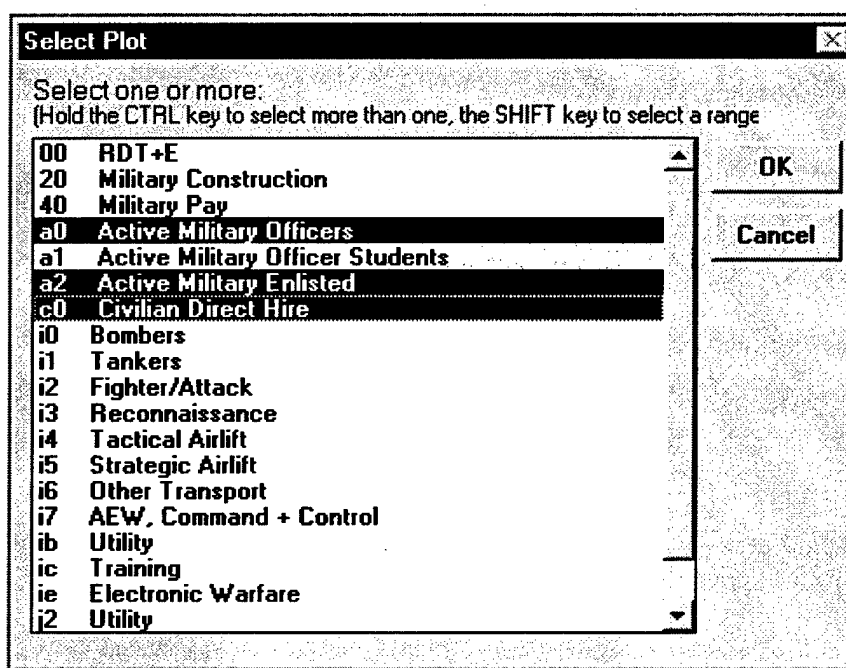 Select Plot
Select one or more:
(Hold the CTRL key to select more than one, the SHIFT key to select a range
00 RDT+E
20 Military Construction
40 Military Pay
a0 Active Military Officers
a1 Active Military Officer Students
a2 Active Military Enlisted
c0 Civilian Direct Hire
i0 Bombers
i1 Tankers
i2 Fighter/Attack
i3 Reconnaissance
i4 Tactical Airlift
i5 Strategic Airlift
i6 Other Transport
i7 AEW, Command + Control
ib Utility
ic Training
ie Electronic Warfare
j2 Utility
OK
Cancel